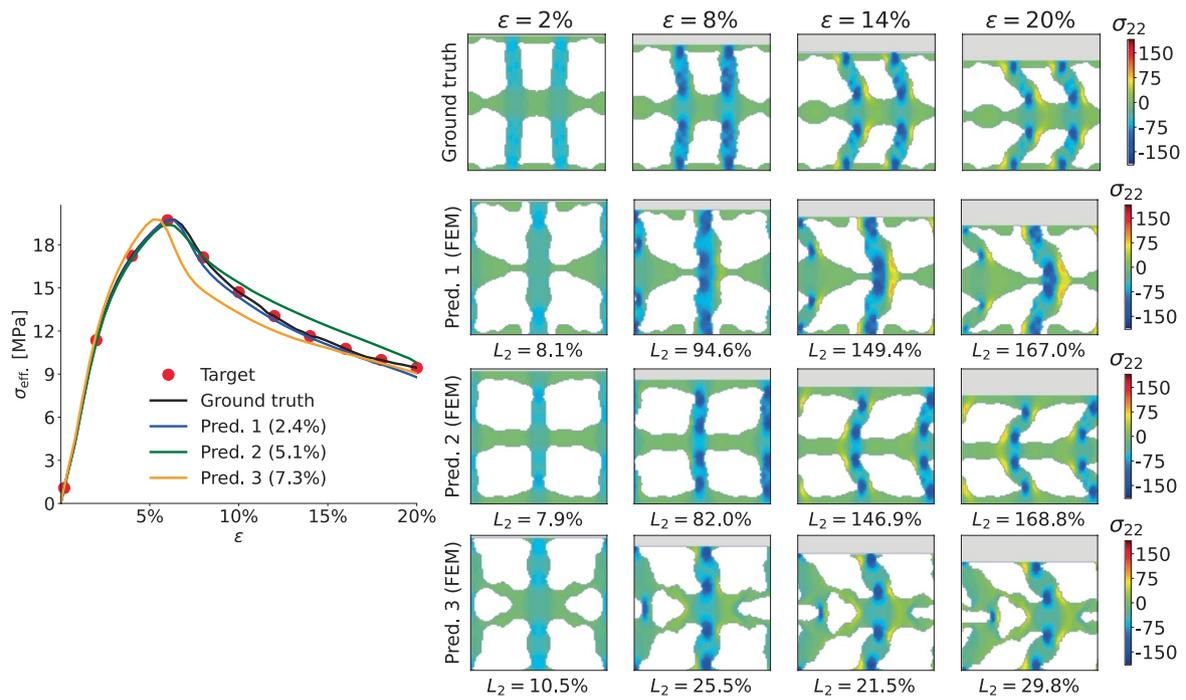 ε = 2%
ε = 8%
ε = 14%
ε = 20%
σ22
Ground truth
150
75
0
-75
-150
18
15
12
9
6
3
0
σeff. [MPa]
5%
10%
15%
20%
ε
Target
Ground truth
Pred. 1 (2.4%)
Pred. 2 (5.1%)
Pred. 3 (7.3%)
Pred. 1 (FEM)
σ22
150
75
0
-75
-150
L2 = 8.1%
L2 = 94.6%
L2 = 149.4%
L2 = 167.0%
Pred. 2 (FEM)
σ22
150
75
0
-75
-150
L2 = 7.9%
L2 = 82.0%
L2 = 146.9%
L2 = 168.8%
Pred. 3 (FEM)
σ22
150
75
0
-75
-150
L2 = 10.5%
L2 = 25.5%
L2 = 21.5%
L2 = 29.8%